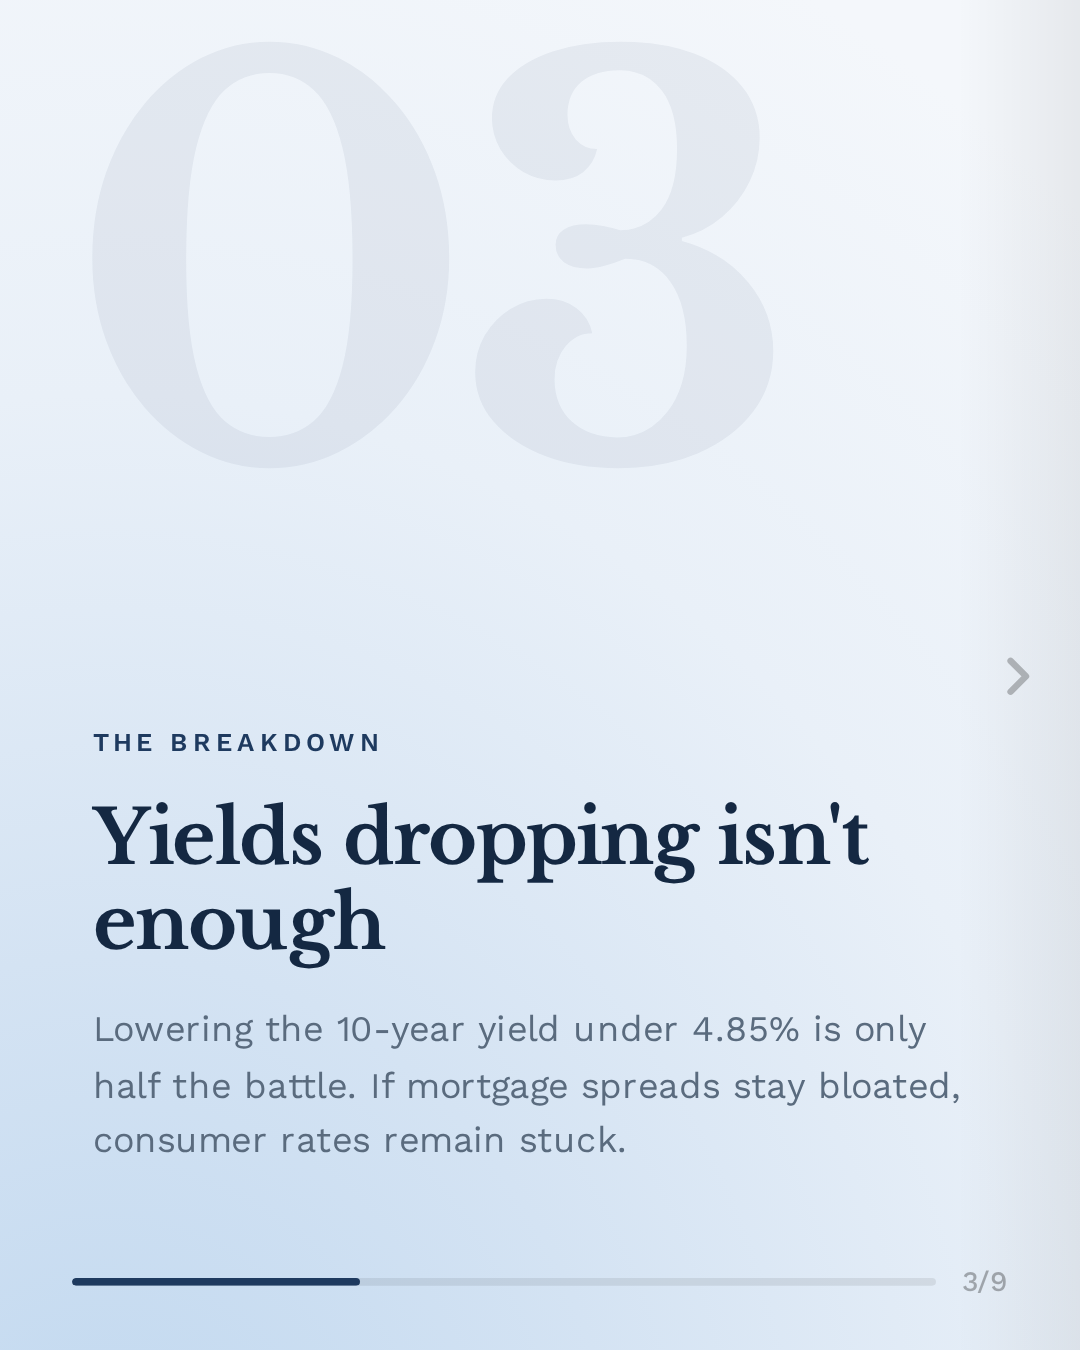 03
THE BREAKDOWN
Yields dropping isn't
enough
Lowering the 10-year yield under 4.85% is only
half the battle. If mortgage spreads stay bloated,
consumer rates remain stuck.
3/9